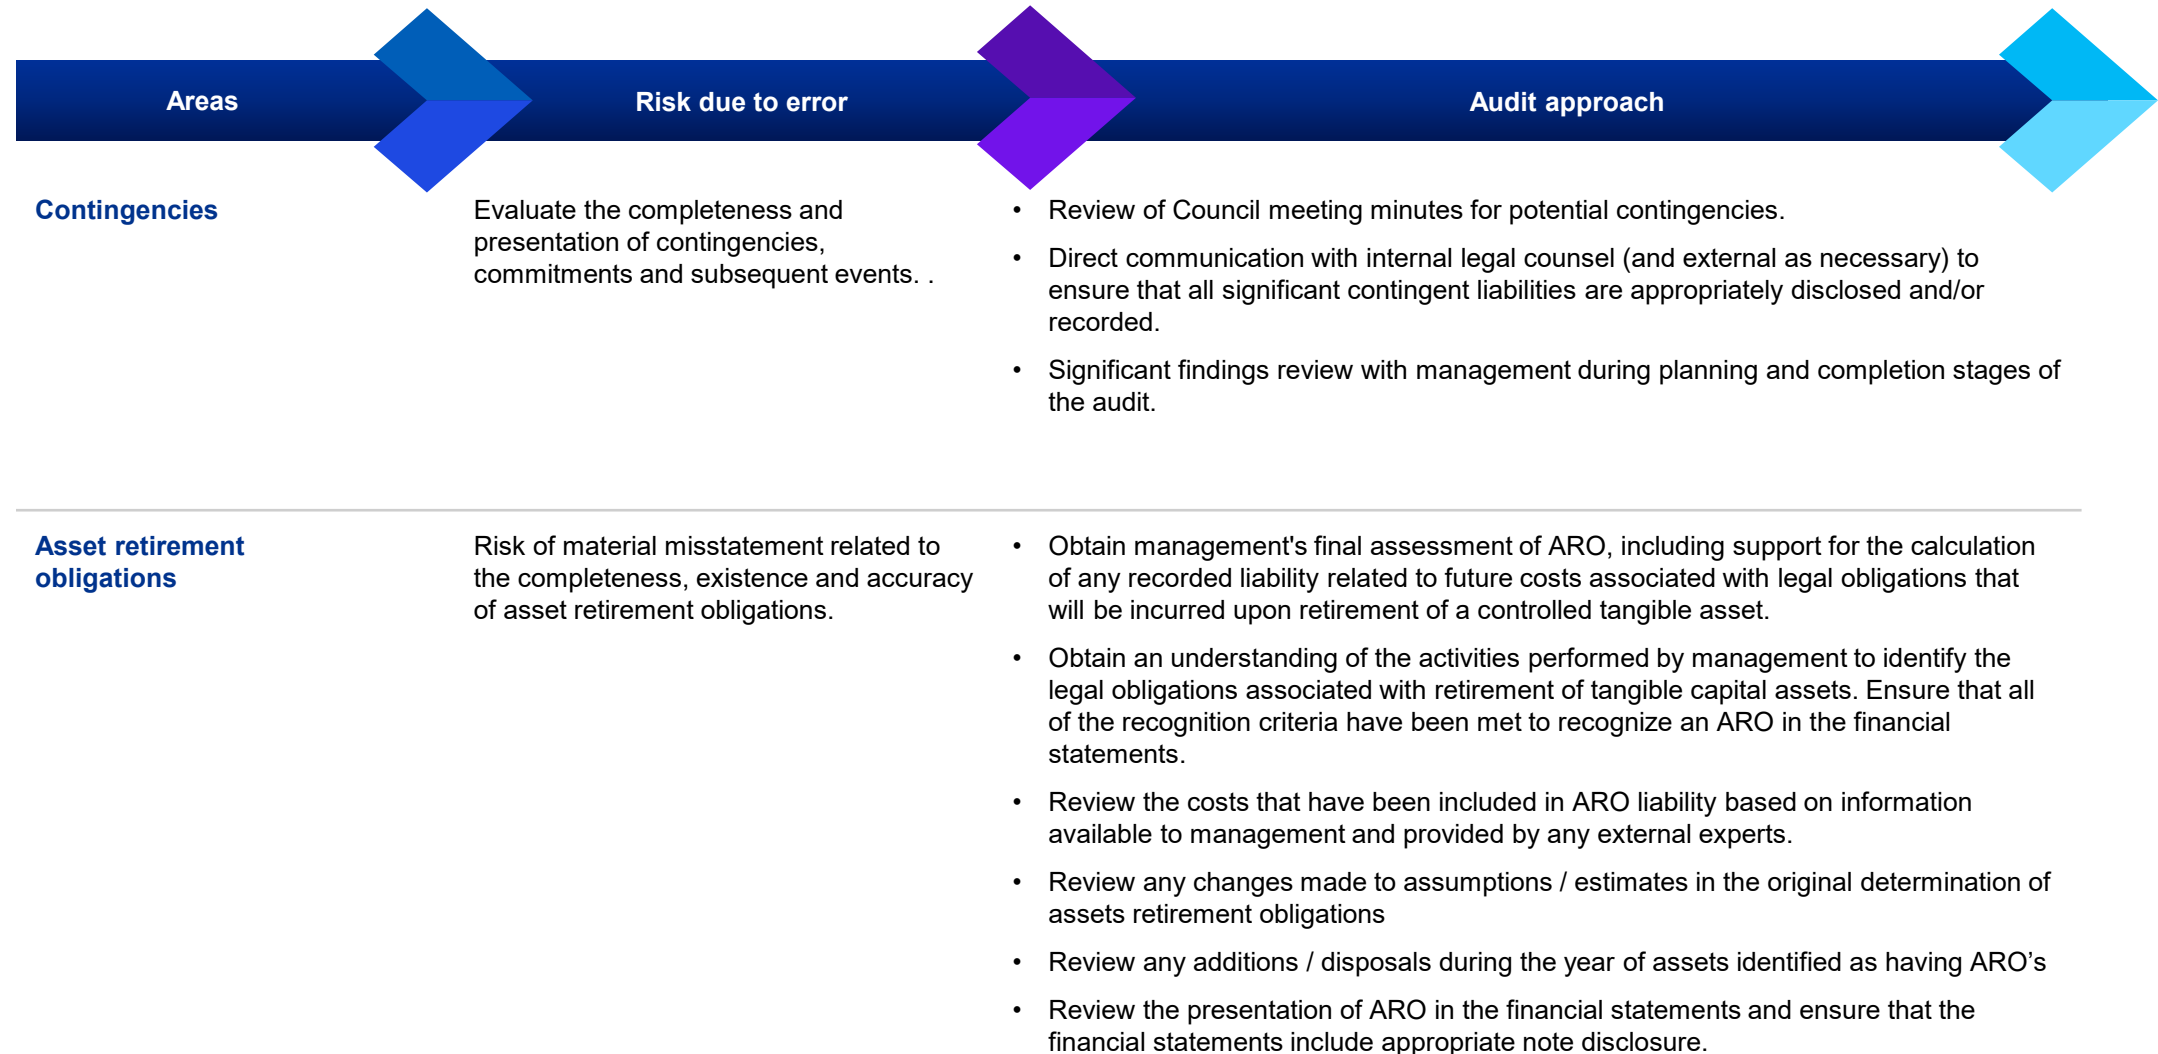 Areas
Risk due to error
Audit approach
Contingencies
Evaluate the completeness and
presentation of contingencies,
commitments and subsequent events. .
• Review of Council meeting minutes for potential contingencies.
• Direct communication with internal legal counsel (and external as necessary) to
ensure that all significant contingent liabilities are appropriately disclosed and/or
recorded.
• Significant findings review with management during planning and completion stages of
the audit.
Asset retirement
obligations
Risk of material misstatement related to
the completeness, existence and accuracy
of asset retirement obligations.
• Obtain management's final assessment of ARO, including support for the calculation
of any recorded liability related to future costs associated with legal obligations that
will be incurred upon retirement of a controlled tangible asset.
• Obtain an understanding of the activities performed by management to identify the
legal obligations associated with retirement of tangible capital assets. Ensure that all
of the recognition criteria have been met to recognize an ARO in the financial
statements.
• Review the costs that have been included in ARO liability based on information
available to management and provided by any external experts.
• Review any changes made to assumptions / estimates in the original determination of
assets retirement obligations
• Review any additions / disposals during the year of assets identified as having ARO’s
• Review the presentation of ARO in the financial statements and ensure that the
financial statements include appropriate note disclosure.